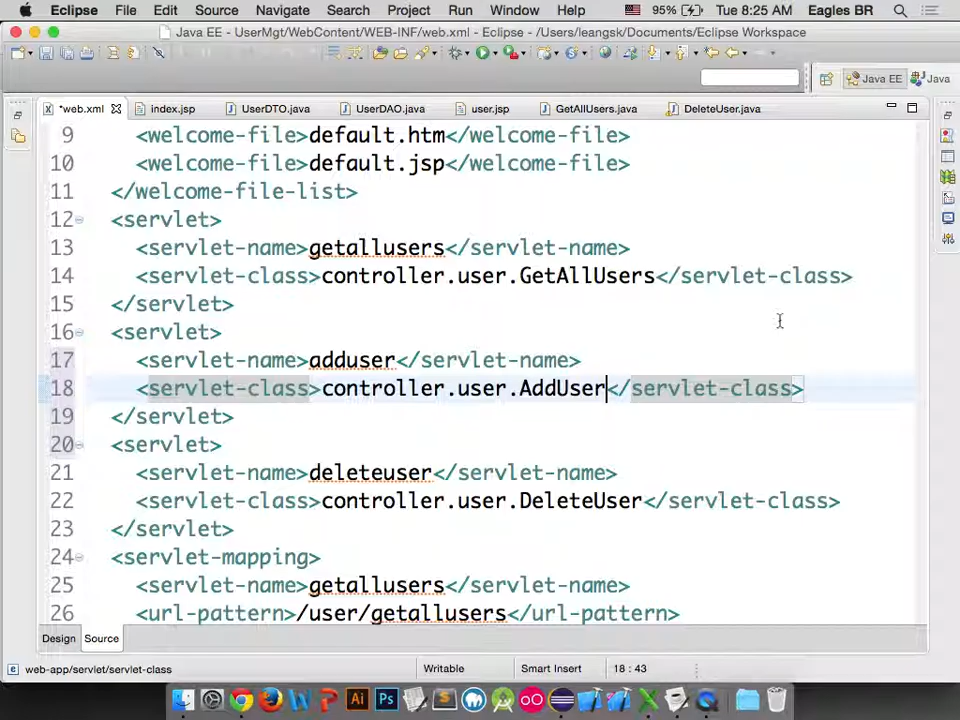 Eclipse File Edit Source Navigate Search Project Run Window Help 95% Tue 8:25 AM Eagles BR
Java EE - UserMgt/WebContent/WEB-INF/web.xml - Eclipse - /Users/leangsk/Documents/Eclipse Workspace
Java EE Java
*web.xml index.jsp UserDTO.java UserDAO.java user.jsp GetAllUsers.java DeleteUser.java
9 <welcome-file>default.htm</welcome-file>
10 <welcome-file>default.jsp</welcome-file>
11 </welcome-file-list>
12 <servlet>
13 <servlet-name>getallusers</servlet-name>
14 <servlet-class>controller.user.GetAllUsers</servlet-class>
15 </servlet>
16 <servlet>
17 <servlet-name>adduser</servlet-name>
18 <servlet-class>controller.user.AddUser</servlet-class>
19 </servlet>
20 <servlet>
21 <servlet-name>deleteuser</servlet-name>
22 <servlet-class>controller.user.DeleteUser</servlet-class>
23 </servlet>
24 <servlet-mapping>
25 <servlet-name>getallusers</servlet-name>
26 <url-pattern>/user/getallusers</url-pattern>
Design Source
web-app/servlet/servlet-class Writable Smart Insert 18 : 43
Ai Ps